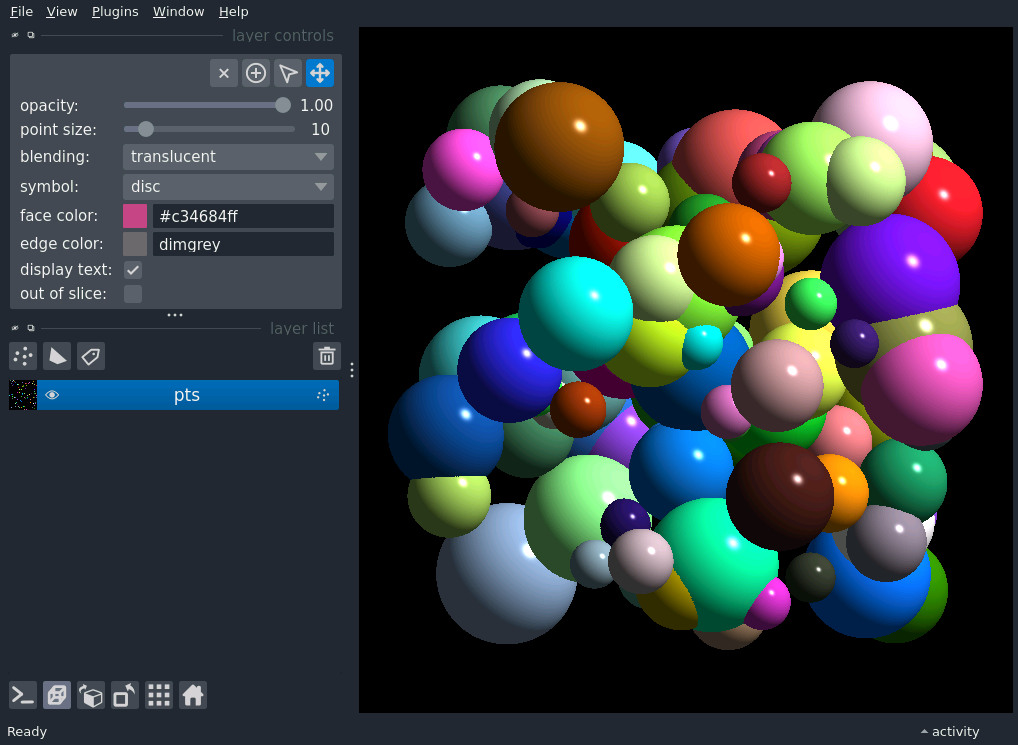 File View Plugins Window Help
layer controls
opacity: 1.00
point size: 10
blending: translucent
symbol: disc
face color: #c34684ff
edge color: dimgrey
display text:
out of slice:
layer list
pts
Ready activity